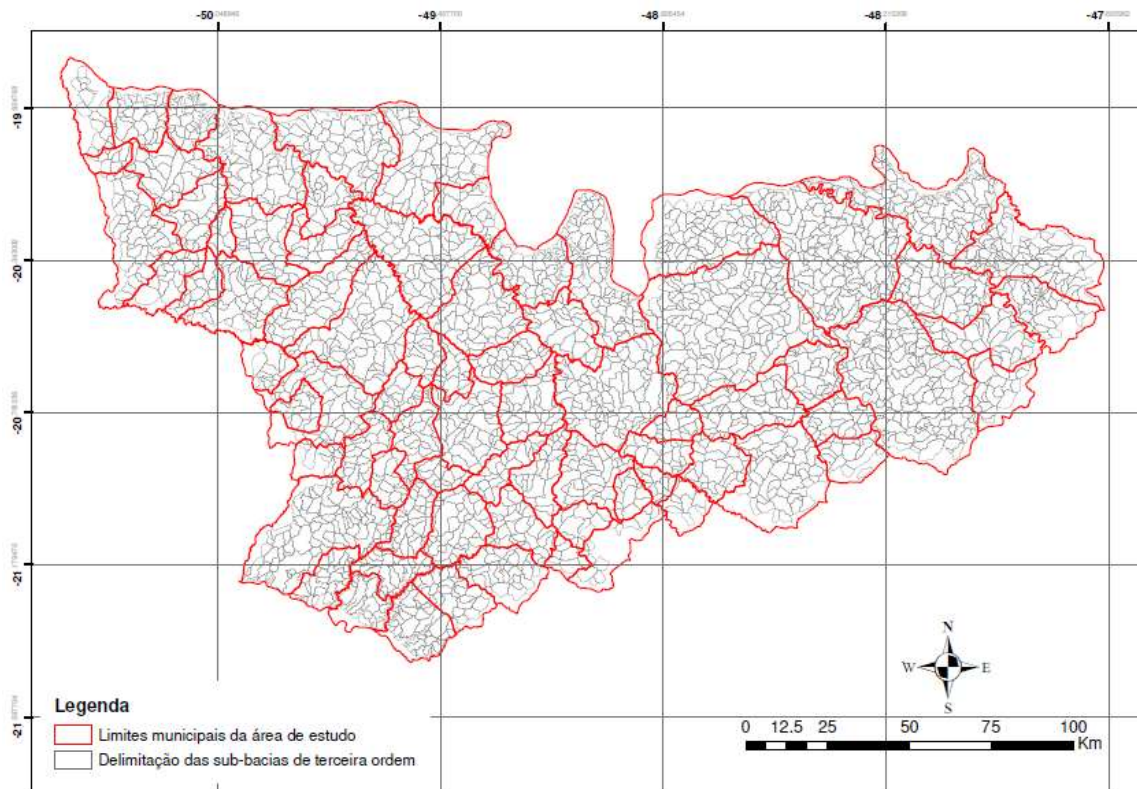 -50
-49
-48
-48
-47
-19
-20
-20
-21
-21
N
W E
S
Legenda
Limites municipais da área de estudo
Delimitação das sub-bacias de terceira ordem
0 12.5 25 50 75 100
Km